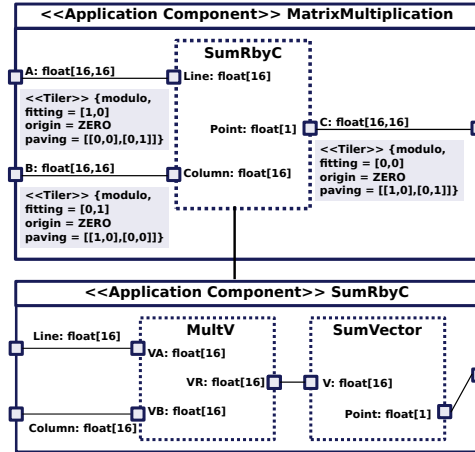 <<Application Component>> MatrixMultiplication
SumRbyC
A: float[16,16]
Line: float[16]
<<Tiler>> {modulo,
fitting = [1,0]
origin = ZERO
paving = [[0,0],[0,1]]}
Point: float[1]
C: float[16,16]
<<Tiler>> {modulo,
fitting = [0,0]
origin = ZERO
paving = [[1,0],[0,1]]}
B: float[16,16]
Column: float[16]
<<Tiler>> {modulo,
fitting = [0,1]
origin = ZERO
paving = [[1,0],[0,0]]}
<<Application Component>> SumRbyC
Line: float[16]
MultV
VA: float[16]
VR: float[16]
VB: float[16]
Column: float[16]
SumVector
V: float[16]
Point: float[1]